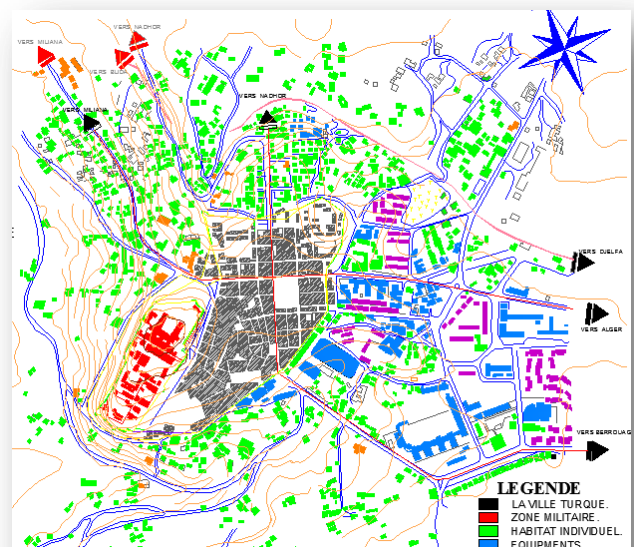 VERS NADHOR
VERS MILIANA
VERS BLIDA
VERS NADHOR
VERS MILIANA
VERS DJELFA
VERS ALGER
VERS BERROUAG
LEGENDE
LA VILLE TURQUE.
ZONE MILITAIRE.
HABITAT INDIVIDUEL.
EQUIPMENTS